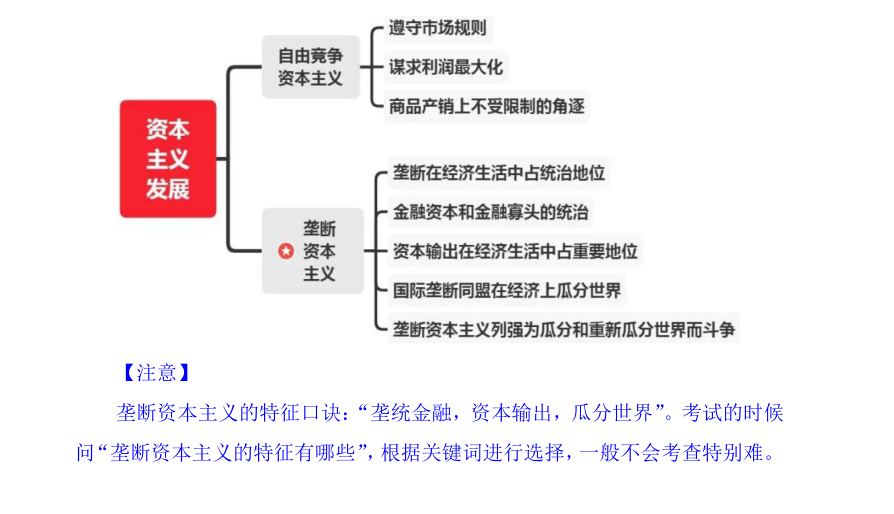 资本
主义
发展
自由竞争
资本主义
遵守市场规则
谋求利润最大化
商品产销上不受限制的角逐
垄断
资本
主义
垄断在经济生活中占统治地位
金融资本和金融寡头的统治
资本输出在经济生活中占重要地位
国际垄断同盟在经济上瓜分世界
垄断资本主义列强为瓜分和重新瓜分世界而斗争
【注意】
垄断资本主义的特征口诀：“垄统金融，资本输出，瓜分世界”。考试的时候
问“垄断资本主义的特征有哪些”，根据关键词进行选择，一般不会考查特别难。